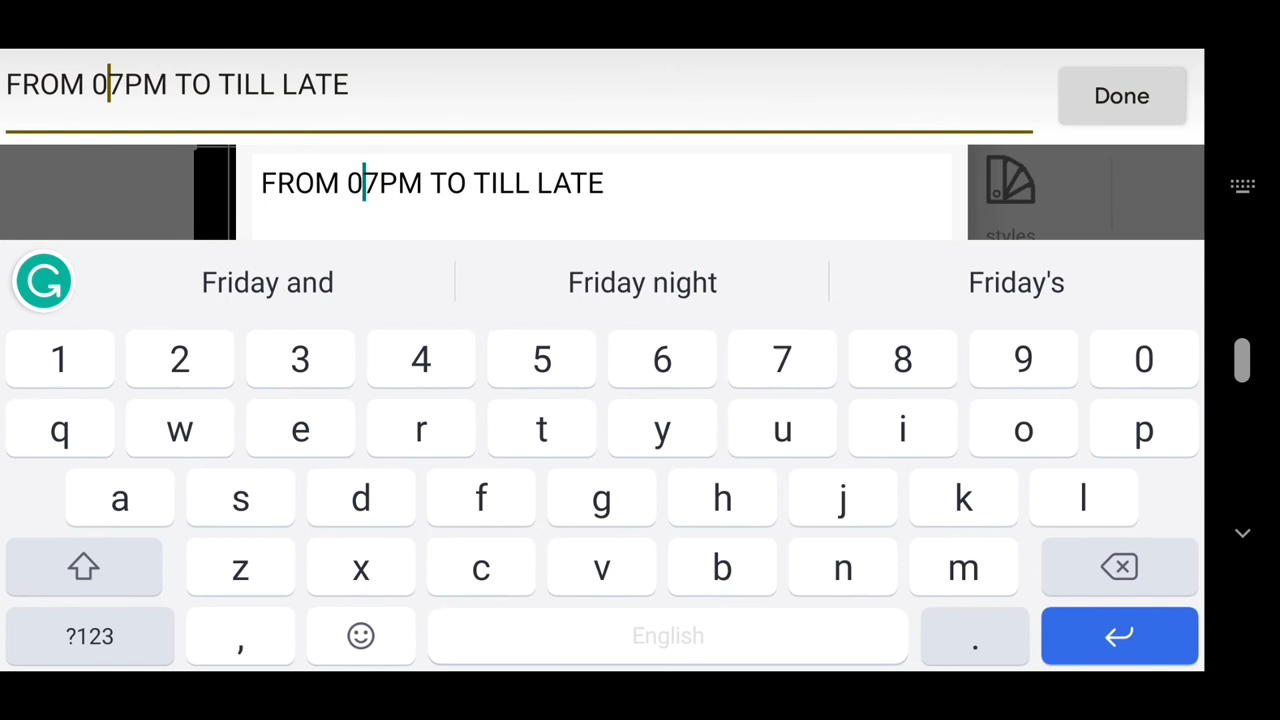 FROM 07PM TO TILL LATE
Done
FROM 07PM TO TILL LATE
styles
Friday and Friday night Friday's
1 2 3 4 5 6 7 8 9 0
q w e r t y u i o p
a s d f g h j k l
z x c v b n m
?123 , English .